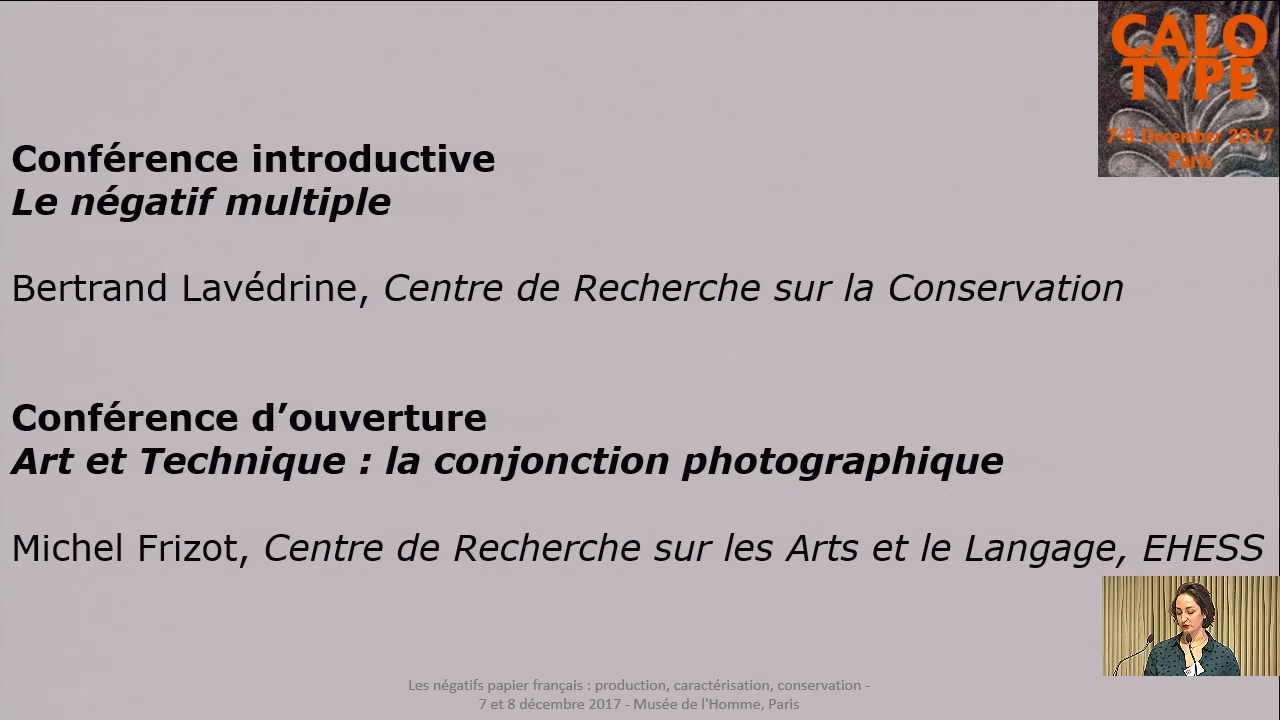 CALO
TYPE
7-8 December 2017
Paris
Conférence introductive
Le négatif multiple
Bertrand Lavédrine, Centre de Recherche sur la Conservation
Conférence d’ouverture
Art et Technique : la conjonction photographique
Michel Frizot, Centre de Recherche sur les Arts et le Langage, EHESS
Les négatifs papier français : production, caractérisation, conservation -
7 et 8 décembre 2017 - Musée de l'Homme, Paris